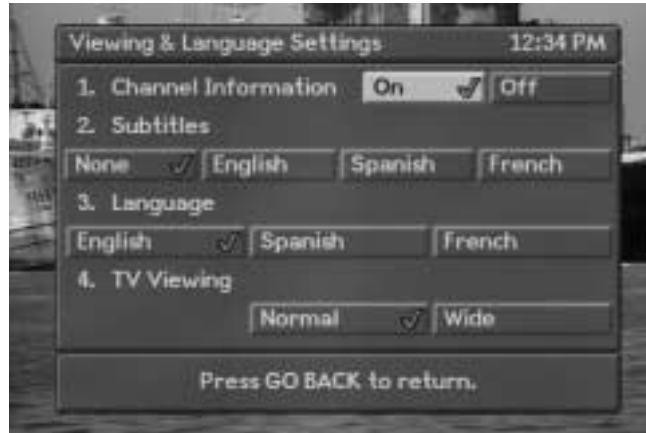 Viewing & Language Settings 12:34 PM
1. Channel Information On Off
2. Subtitles
None English Spanish French
3. Language
English Spanish French
4. TV Viewing
Normal Wide
Press GO BACK to return.